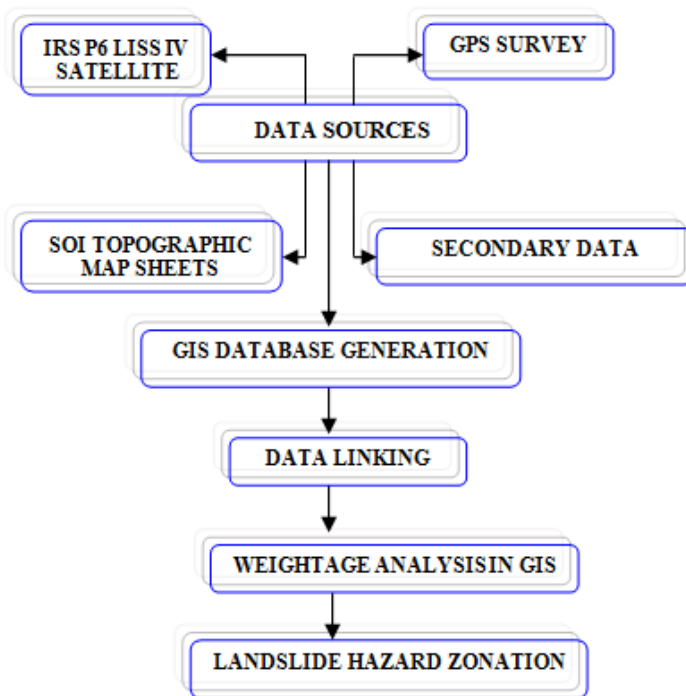 IRS P6 LISS IV
SATELLITE
GPS SURVEY
DATA SOURCES
SOI TOPOGRAPHIC
MAP SHEETS
SECONDARY DATA
GIS DATABASE GENERATION
DATA LINKING
WEIGHTAGE ANALYSIS IN GIS
LANDSLIDE HAZARD ZONATION